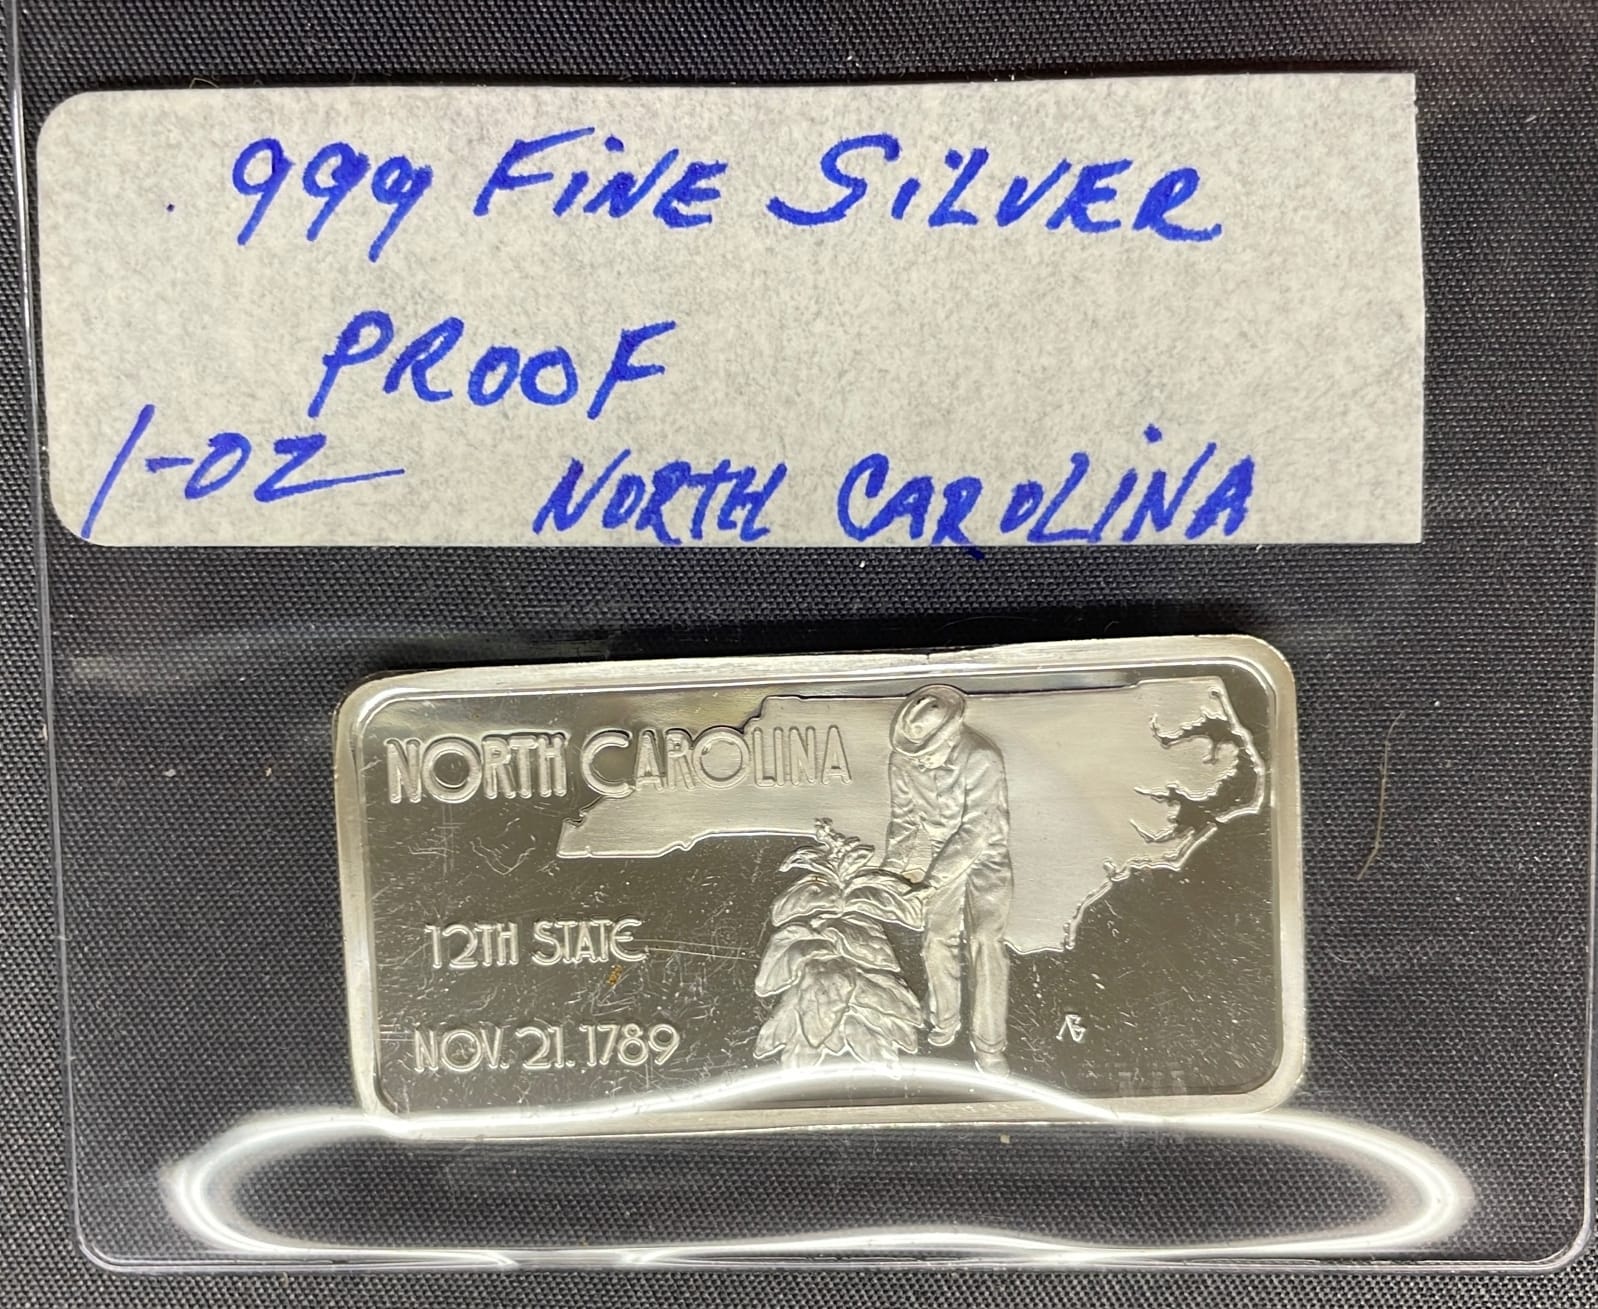 .999 FINE SILVER
PROOF
1-OZ NORTH CAROLINA
NORTH CAROLINA
12TH STATE
NOV. 21. 1789